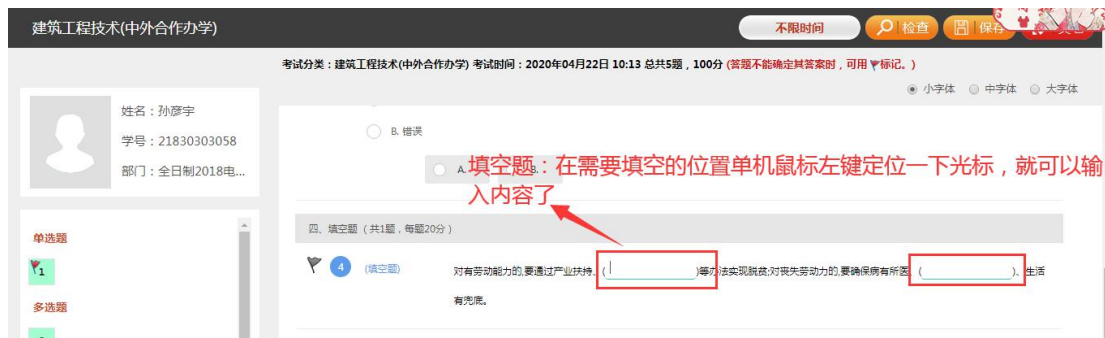 建筑工程技术(中外合作办学)
不限时间
检查
保存
考试分类：建筑工程技术(中外合作办学) 考试时间：2020年04月22日 10:13 总共5题，100分 (答题不能确定其答案时，可用 标记。)
小字体 中字体 大字体
姓名：孙彦宇
学号：21830303058
部门：全日制2018电...
B. 错误
A. B.
填空题：在需要填空的位置单机鼠标左键定位一下光标，就可以输
入内容了
单选题
1
多选题
四、填空题（共1题，每题20分）
4 (填空题) 对有劳动能力的,要通过产业扶持、( )等办法实现脱贫;对丧失劳动力的,要确保病有所医、( )、生活
有兜底。